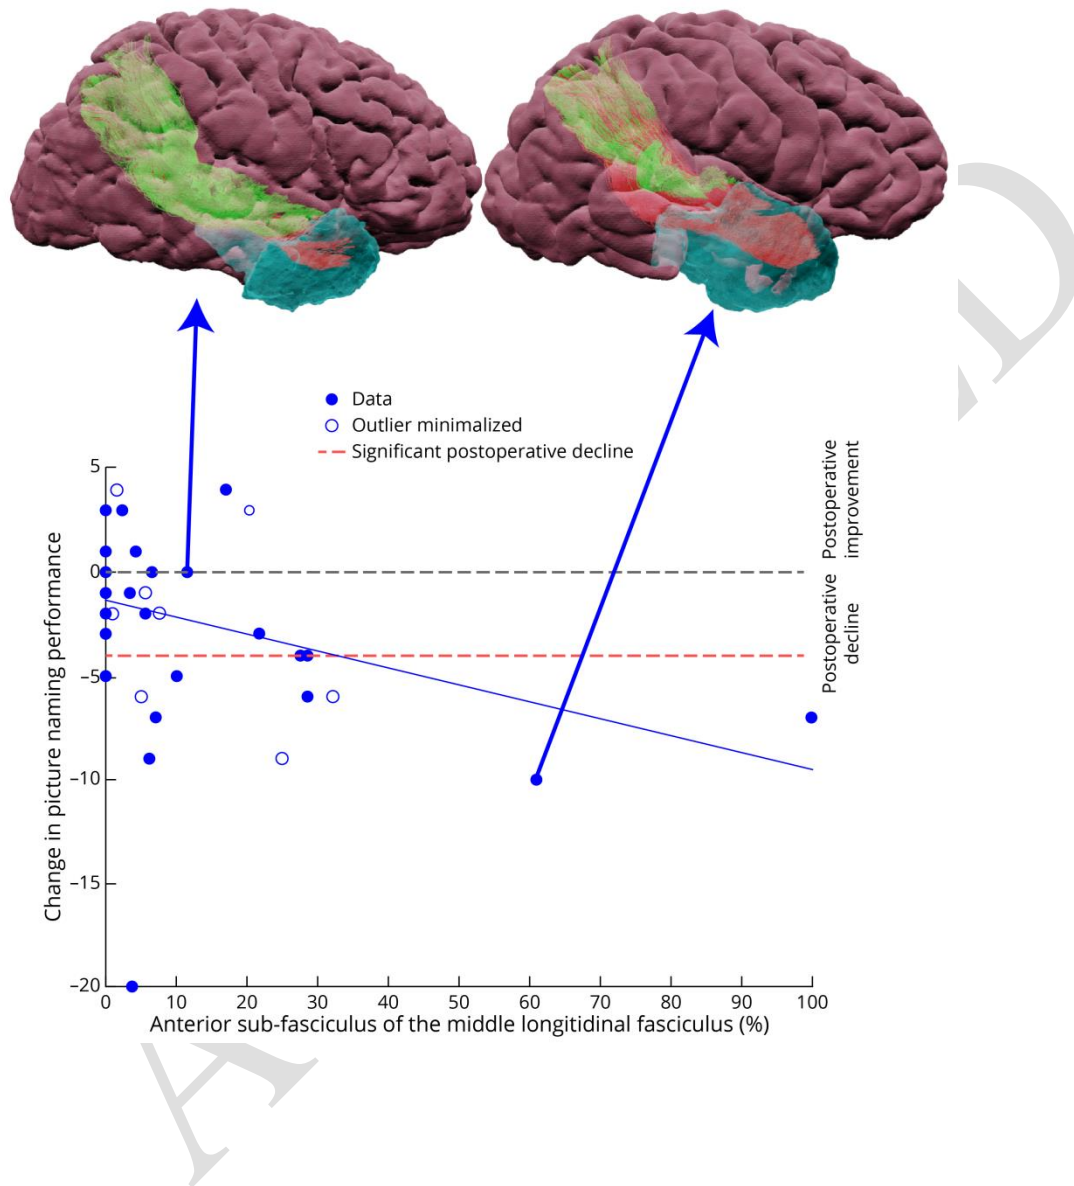 Data
Outlier minimalized
Significant postoperative decline
Postoperative
improvement
Postoperative
decline
Change in picture naming performance
5
0
−5
−10
−15
−20
0 10 20 30 40 50 60 70 80 90 100
Anterior sub-fasciculus of the middle longitidinal fasciculus (%)